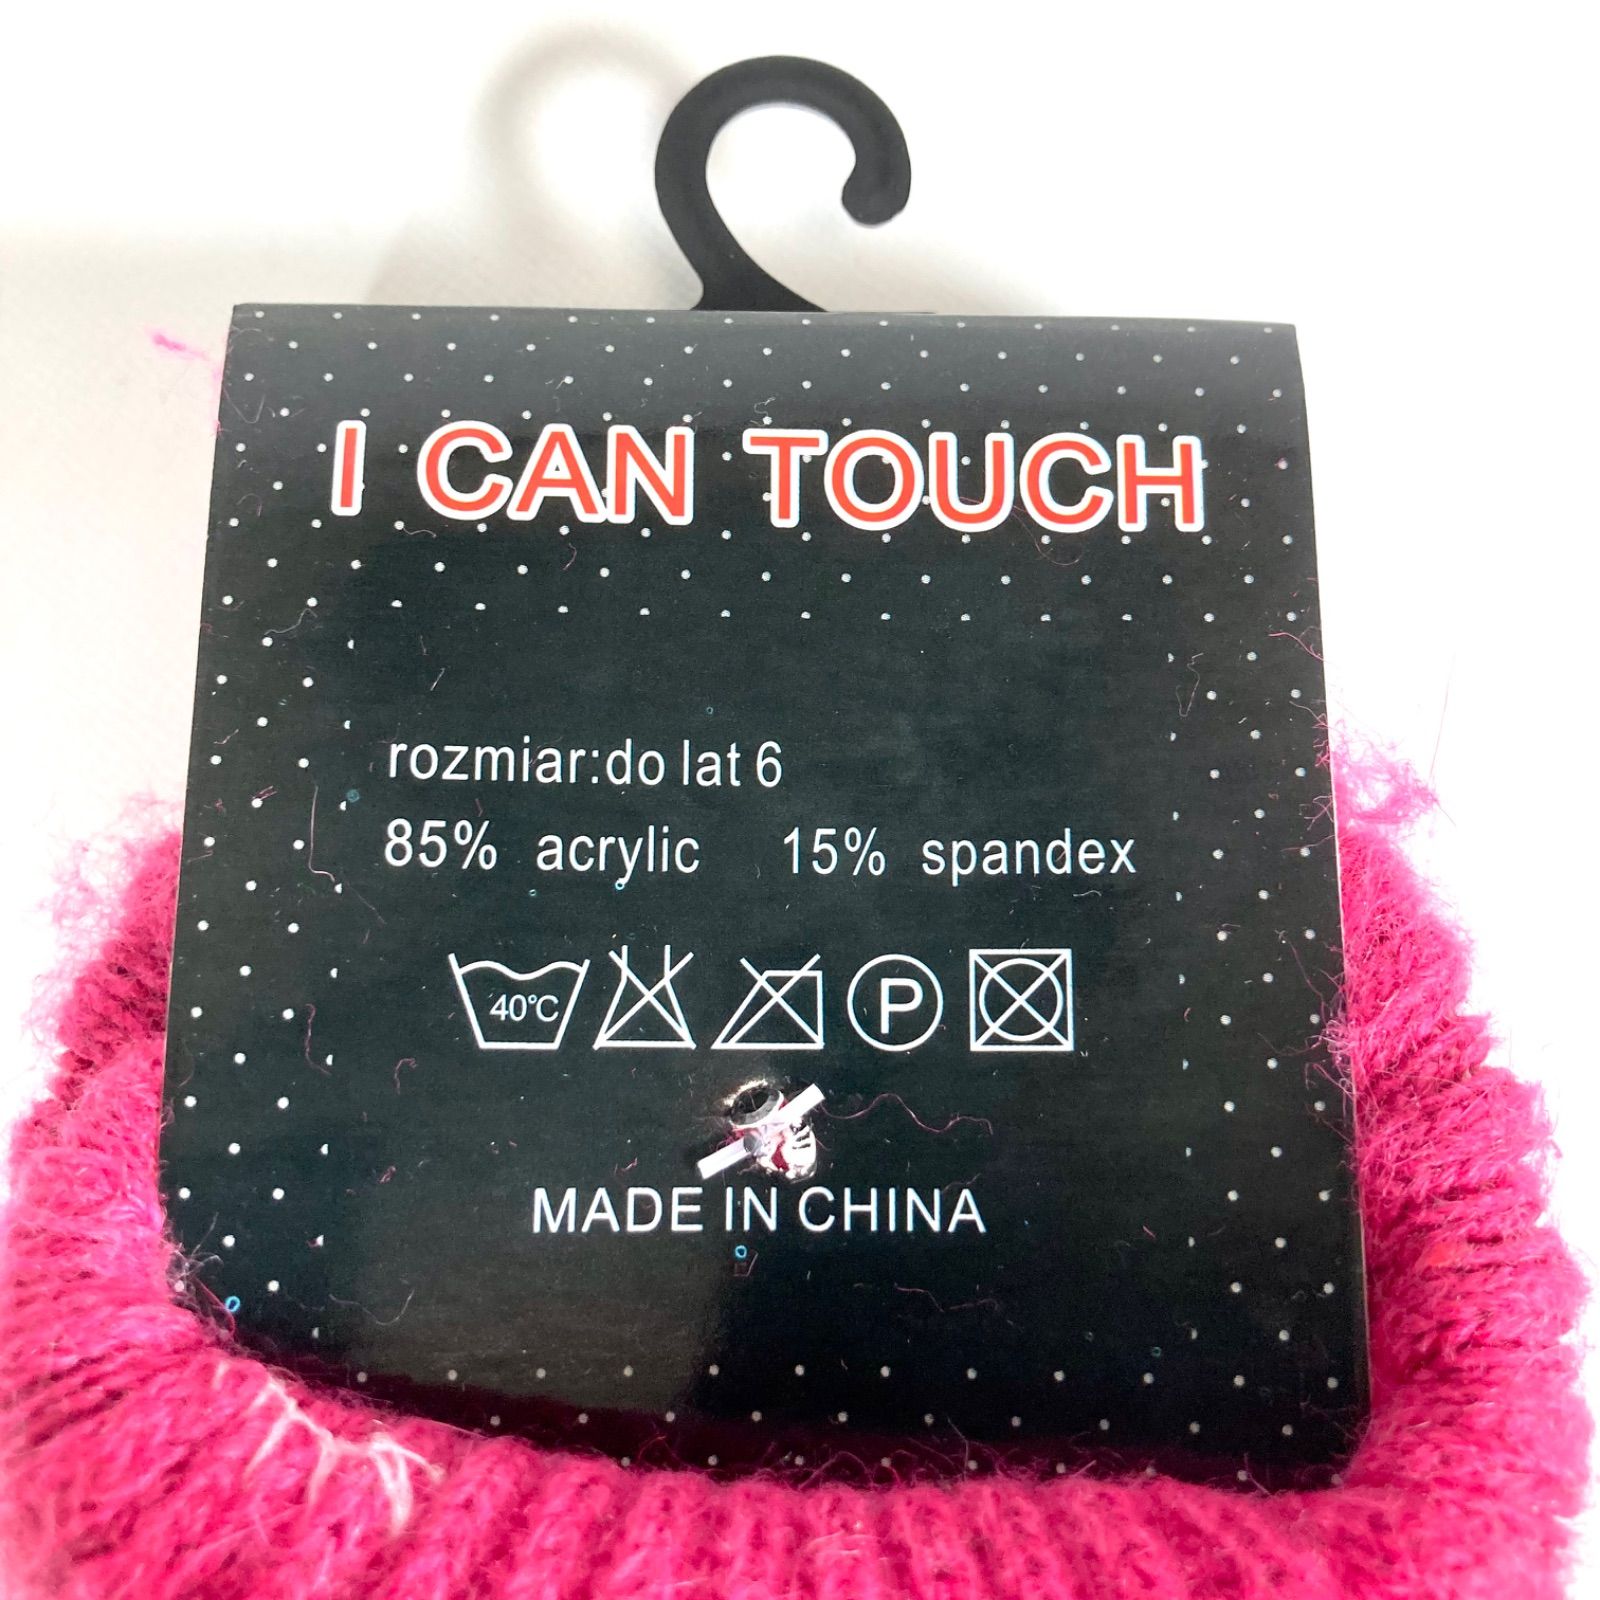 I CAN TOUCH
rozmiar:do lat 6
85% acrylic 15% spandex
40°C P
MADE IN CHINA